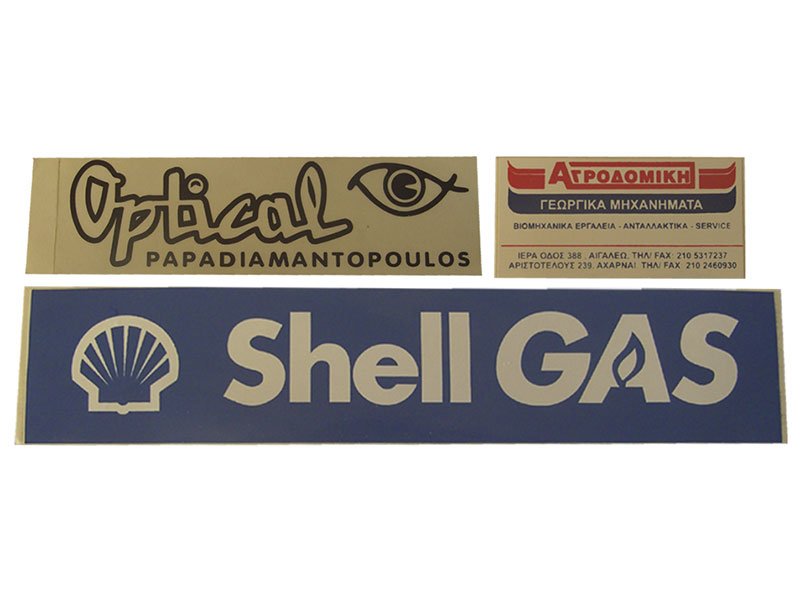 Optical
PAPADIAMANTOPOULOS
ΑΓΡΟΔΟΜΙΚΗ
ΓΕΩΡΓΙΚΑ ΜΗΧΑΝΗΜΑΤΑ
ΒΙΟΜΗΧΑΝΙΚΑ ΕΡΓΑΛΕΙΑ - ΑΝΤΑΛΛΑΚΤΙΚΑ - SERVICE
ΙΕΡΑ ΟΔΟΣ 388 , ΑΙΓΑΛΕΩ, ΤΗΛ/ FAX: 210 5317237
ΑΡΙΣΤΟΤΕΛΟΥΣ 239, ΑΧΑΡΝΑΙ ΤΗΛ/ FAX: 210 2460930
Shell GAS